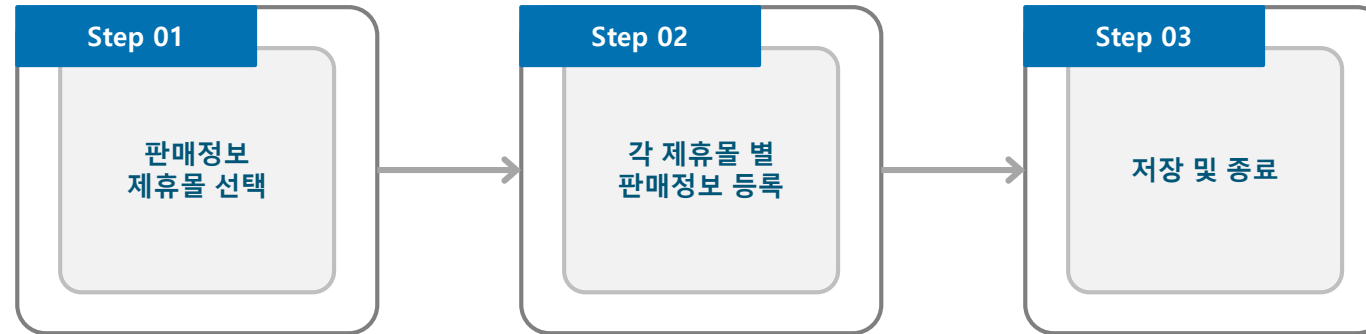 Step 01
판매정보
제휴몰 선택
Step 02
각 제휴몰 별
판매정보 등록
Step 03
저장 및 종료